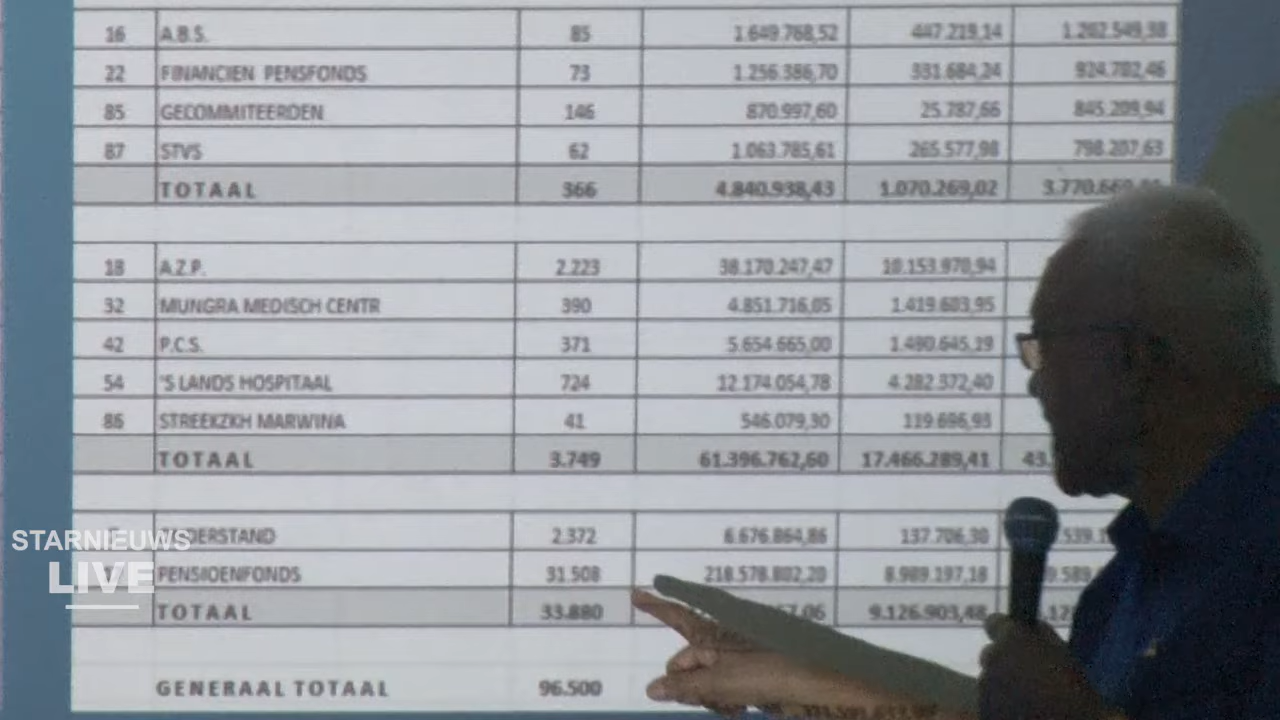 16 A.B.S. 85 1.649.768,52 447.219,14 1.202.549,38
22 FINANCIEN PENSFONDS 73 1.256.386,70 331.684,24 924.702,46
85 GECOMMITEERDEN 146 870.997,60 25.787,66 845.209,94
87 STVS 62 1.063.785,61 265.577,98 798.207,63
TOTAAL 366 4.840.938,43 1.070.269,02
18 A.Z.P. 2.223 38.170.247,47 10.153.970,94
32 MUNGRA MEDISCH CENTR 390 4.851.716,05 1.419.603,95
42 P.C.S. 371 5.654.665,00 1.490.645,19
54 'S LANDS HOSPITAAL 724 12.174.054,78 4.282.372,40
86 STREEKZKH MARWINA 41 546.079,30 119.696,93
TOTAAL 3.749 61.396.762,60 17.466.289,41 43.
2.372 6.676.864,86 137.706,30
PENSIOENFONDS 31.508 218.578.802,20 8.989.197,18
TOTAAL 33.880 9.126.903,48
GENERAAL TOTAAL 96.500
STARNIEUWS
LIVE